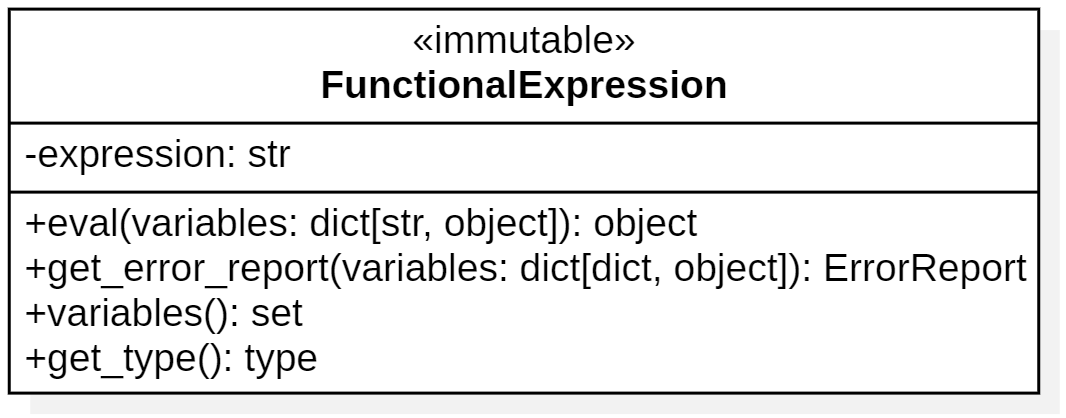 «immutable»
FunctionalExpression
-expression: str
+eval(variables: dict[str, object]): object
+get_error_report(variables: dict[dict, object]): ErrorReport
+variables(): set
+get_type(): type